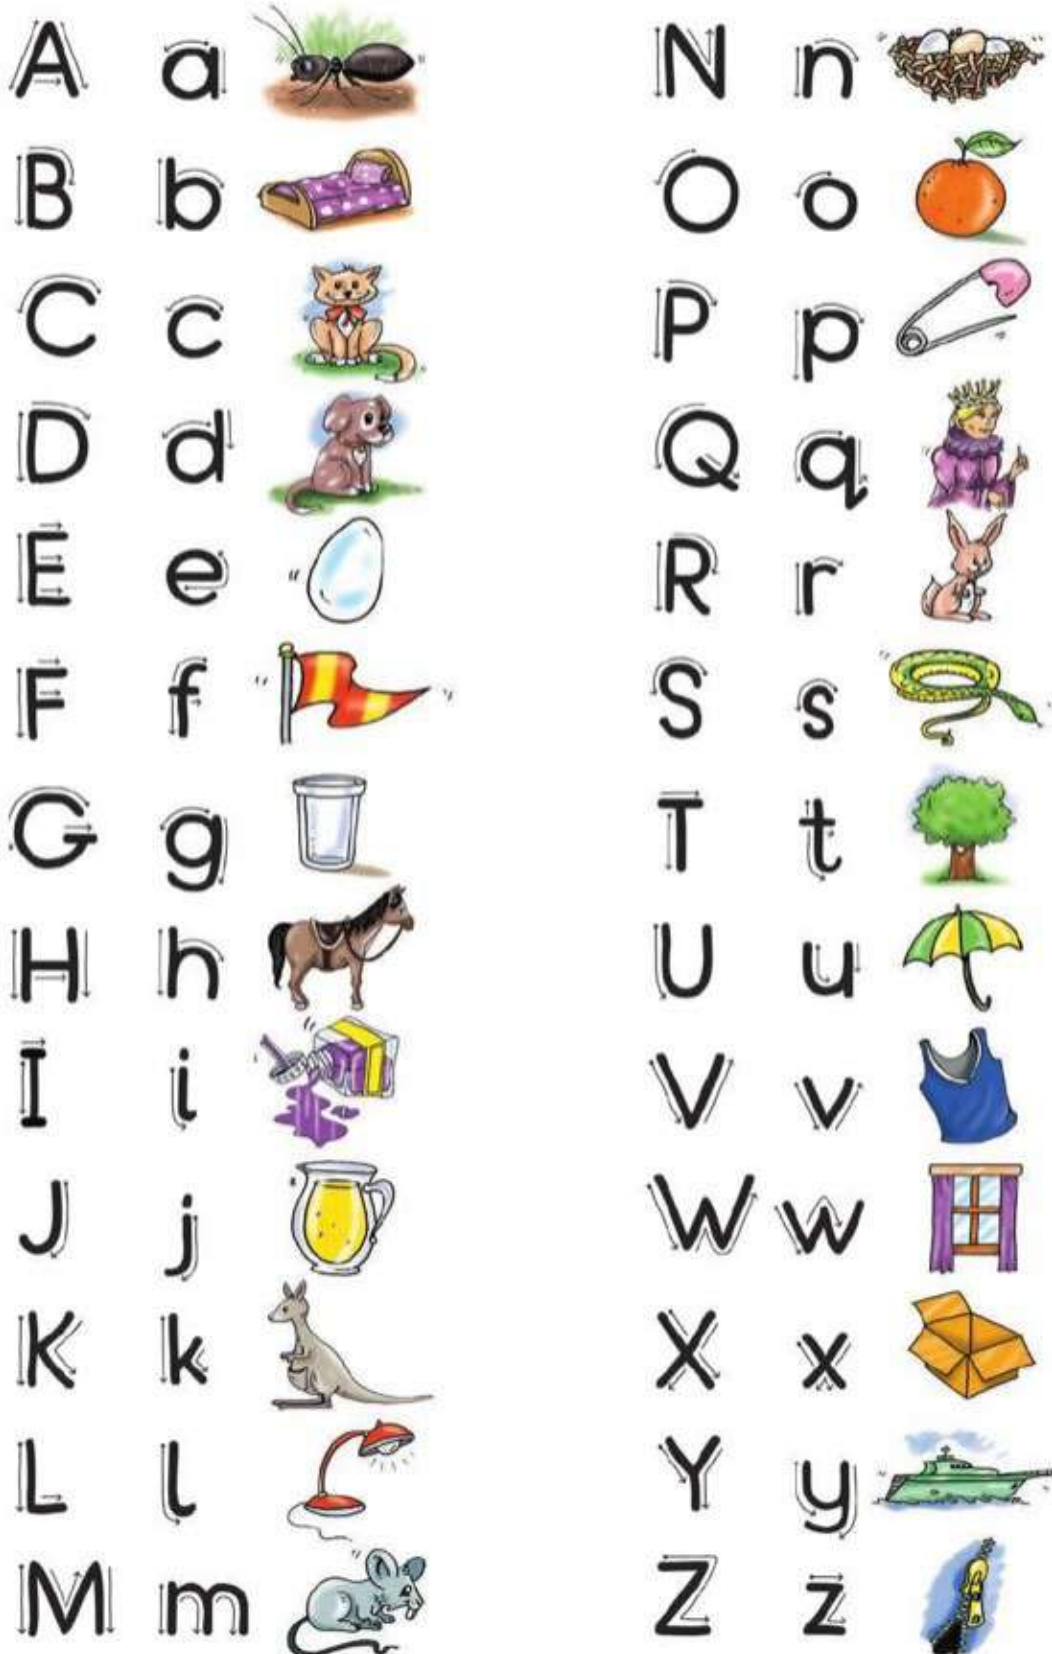 A a
B b
C c
D d
E e
F f
G g
H h
I i
J j
K k
L l
M m
N n
O o
P p
Q q
R r
S s
T t
U u
V v
W w
X x
Y y
Z z